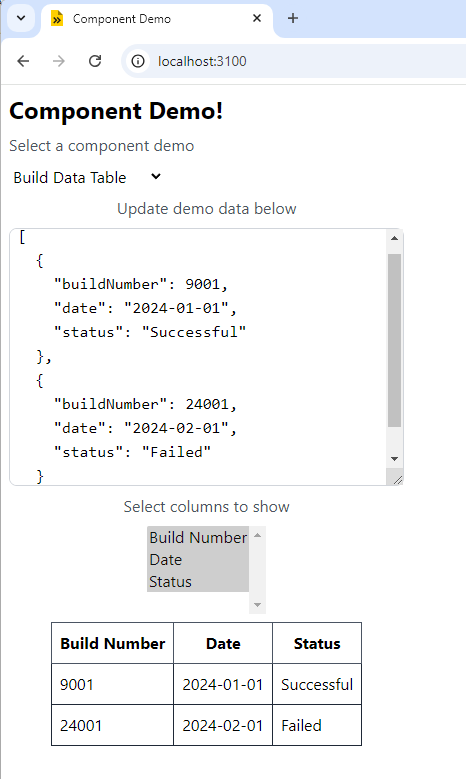 Component Demo
localhost:3100
Component Demo!
Select a component demo
Build Data Table
Update demo data below
[
{
"buildNumber": 9001,
"date": "2024-01-01",
"status": "Successful"
},
{
"buildNumber": 24001,
"date": "2024-02-01",
"status": "Failed"
}
Select columns to show
Build Number
Date
Status
Build Number Date Status
9001 2024-01-01 Successful
24001 2024-02-01 Failed